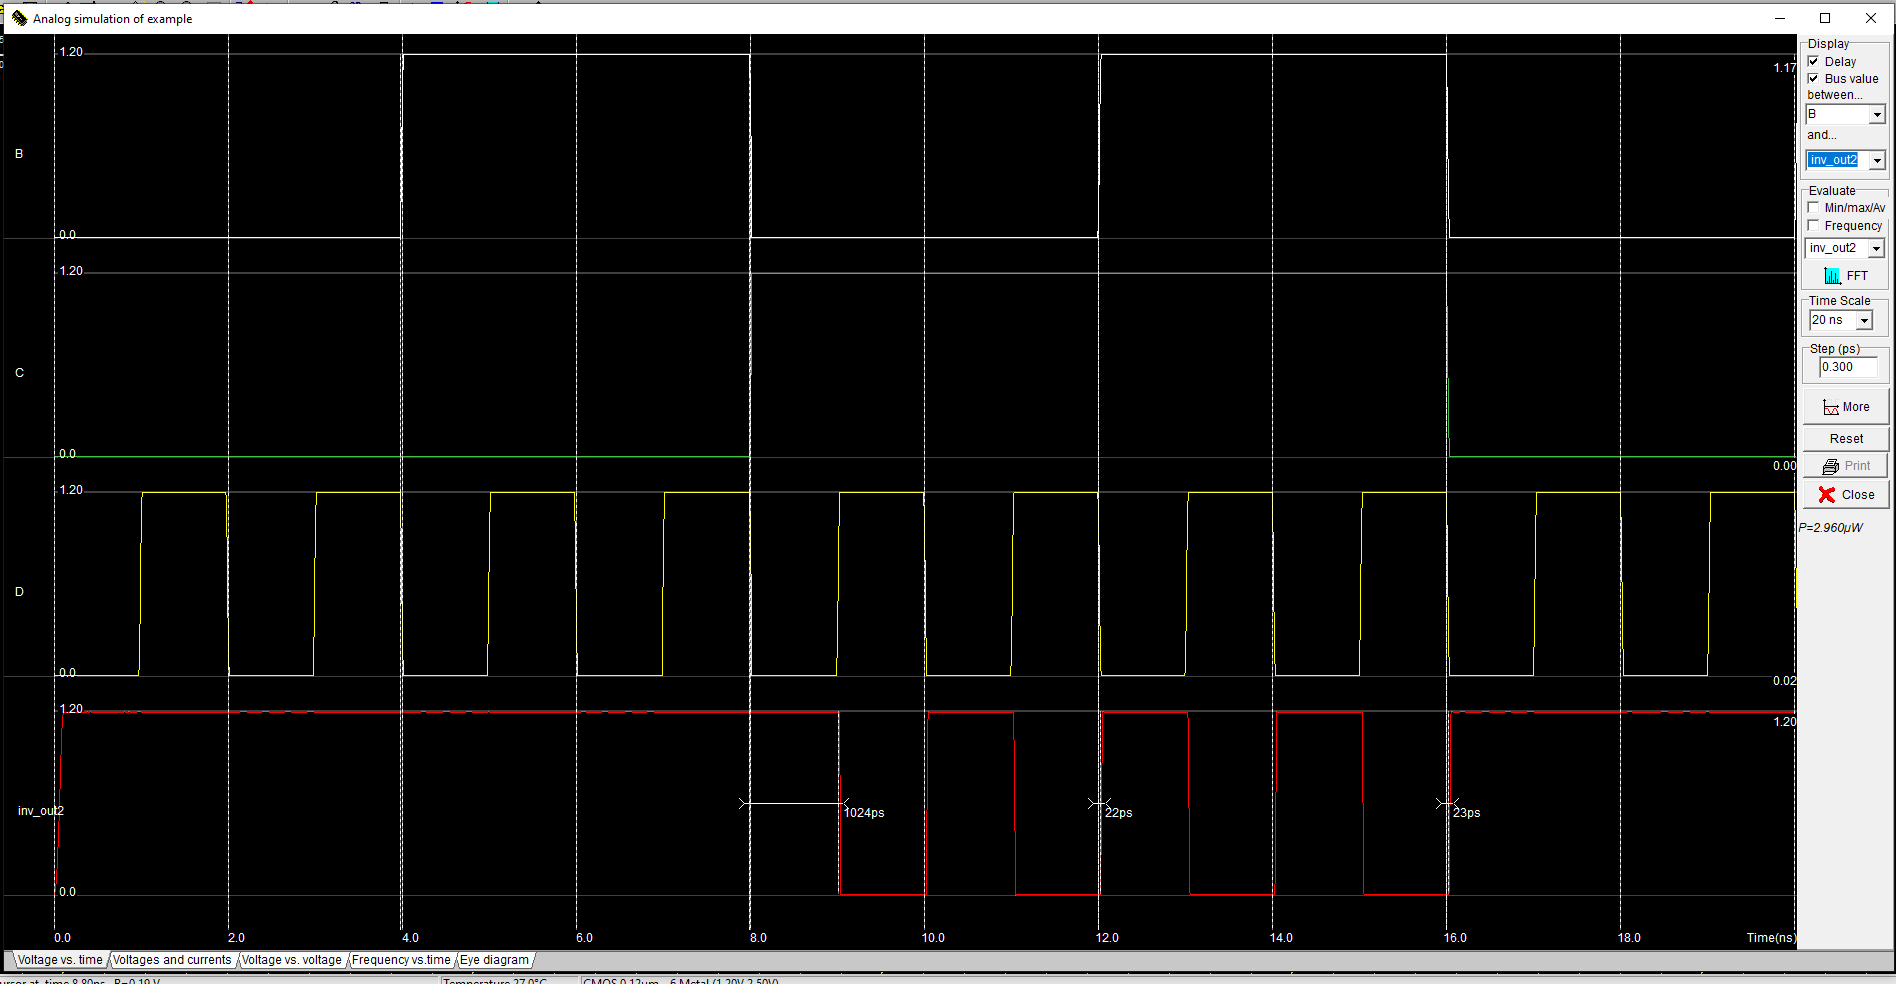 Analog simulation of example
1.20
B
0.0
1.17
1.20
C
0.0
0.00
1.20
D
0.0
0.02
1.20
1.20
inv_out2
1024ps
22ps
23ps
0.0
0.0
2.0
4.0
6.0
8.0
10.0
12.0
14.0
16.0
18.0
Time(ns)
Voltage vs. time
Voltages and currents
Voltage vs. voltage
Frequency vs.time
Eye diagram
Display
Delay
Bus value
between...
B
and...
inv_out2
Evaluate
Min/max/Av
Frequency
inv_out2
FFT
Time Scale
20 ns
Step (ps)
0.300
More
Reset
Print
Close
P=2.960µW
time 8.80ns B=0.19 V
Temperature 27.0°C
CMOS 0.12µm - 6 Metal (1.20V, 2.50V)